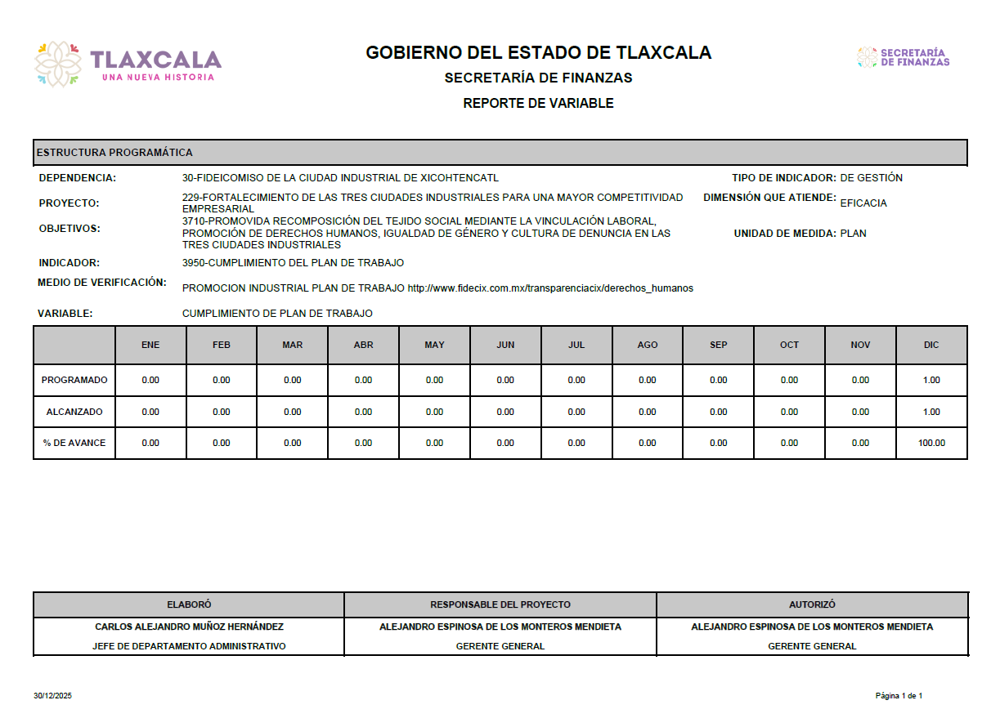 TLAXCALA
UNA NUEVA HISTORIA
GOBIERNO DEL ESTADO DE TLAXCALA
SECRETARÍA DE FINANZAS
REPORTE DE VARIABLE
SECRETARÍA
DE FINANZAS
ESTRUCTURA PROGRAMÁTICA
DEPENDENCIA: 30-FIDEICOMISO DE LA CIUDAD INDUSTRIAL DE XICOHTENCATL TIPO DE INDICADOR: DE GESTIÓN
PROYECTO: 229-FORTALECIMIENTO DE LAS TRES CIUDADES INDUSTRIALES PARA UNA MAYOR COMPETITIVIDAD
EMPRESARIAL
DIMENSIÓN QUE ATIENDE: EFICACIA
OBJETIVOS: 3710-PROMOVIDA RECOMPOSICIÓN DEL TEJIDO SOCIAL MEDIANTE LA VINCULACIÓN LABORAL,
PROMOCIÓN DE DERECHOS HUMANOS, IGUALDAD DE GÉNERO Y CULTURA DE DENUNCIA EN LAS
TRES CIUDADES INDUSTRIALES
UNIDAD DE MEDIDA: PLAN
INDICADOR: 3950-CUMPLIMIENTO DEL PLAN DE TRABAJO
MEDIO DE VERIFICACIÓN: PROMOCION INDUSTRIAL PLAN DE TRABAJO http://www.fidecix.com.mx/transparenciacix/derechos_humanos
VARIABLE: CUMPLIMIENTO DE PLAN DE TRABAJO
ENE FEB MAR ABR MAY JUN JUL AGO SEP OCT NOV DIC
PROGRAMADO 0.00 0.00 0.00 0.00 0.00 0.00 0.00 0.00 0.00 0.00 0.00 1.00
ALCANZADO 0.00 0.00 0.00 0.00 0.00 0.00 0.00 0.00 0.00 0.00 0.00 1.00
% DE AVANCE 0.00 0.00 0.00 0.00 0.00 0.00 0.00 0.00 0.00 0.00 0.00 100.00
ELABORÓ RESPONSABLE DEL PROYECTO AUTORIZÓ
CARLOS ALEJANDRO MUÑOZ HERNÁNDEZ ALEJANDRO ESPINOSA DE LOS MONTEROS MENDIETA ALEJANDRO ESPINOSA DE LOS MONTEROS MENDIETA
JEFE DE DEPARTAMENTO ADMINISTRATIVO GERENTE GENERAL GERENTE GENERAL
30/12/2025 Página 1 de 1